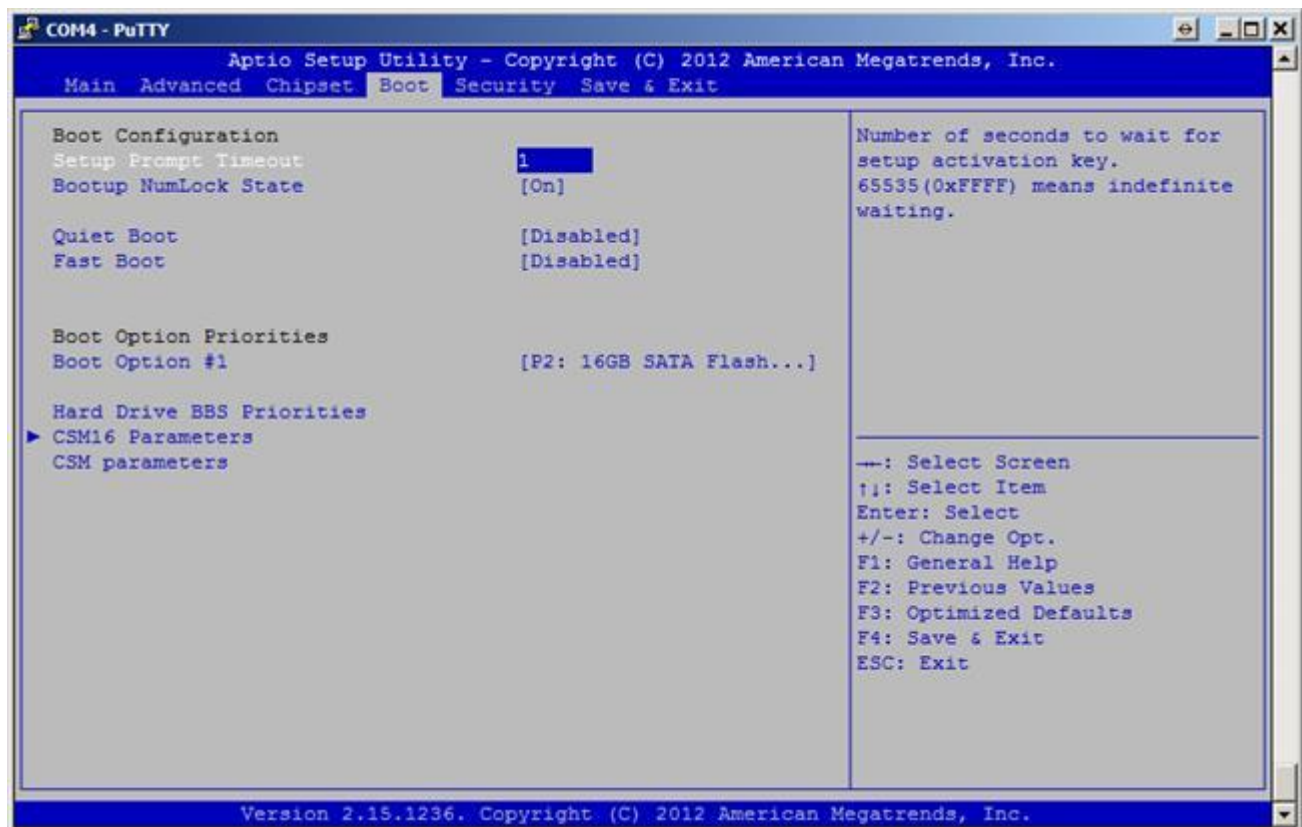 COM4 - PuTTY
Aptio Setup Utility - Copyright (C) 2012 American Megatrends, Inc.
Main Advanced Chipset Boot Security Save & Exit
Boot Configuration
Setup Prompt Timeout 1
Bootup NumLock State [On]
Quiet Boot [Disabled]
Fast Boot [Disabled]
Boot Option Priorities
Boot Option #1 [P2: 16GB SATA Flash...]
Hard Drive BBS Priorities
► CSM16 Parameters
CSM parameters
Number of seconds to wait for
setup activation key.
65535(0xFFFF) means indefinite
waiting.
→←: Select Screen
↑↓: Select Item
Enter: Select
+/-: Change Opt.
F1: General Help
F2: Previous Values
F3: Optimized Defaults
F4: Save & Exit
ESC: Exit
Version 2.15.1236. Copyright (C) 2012 American Megatrends, Inc.